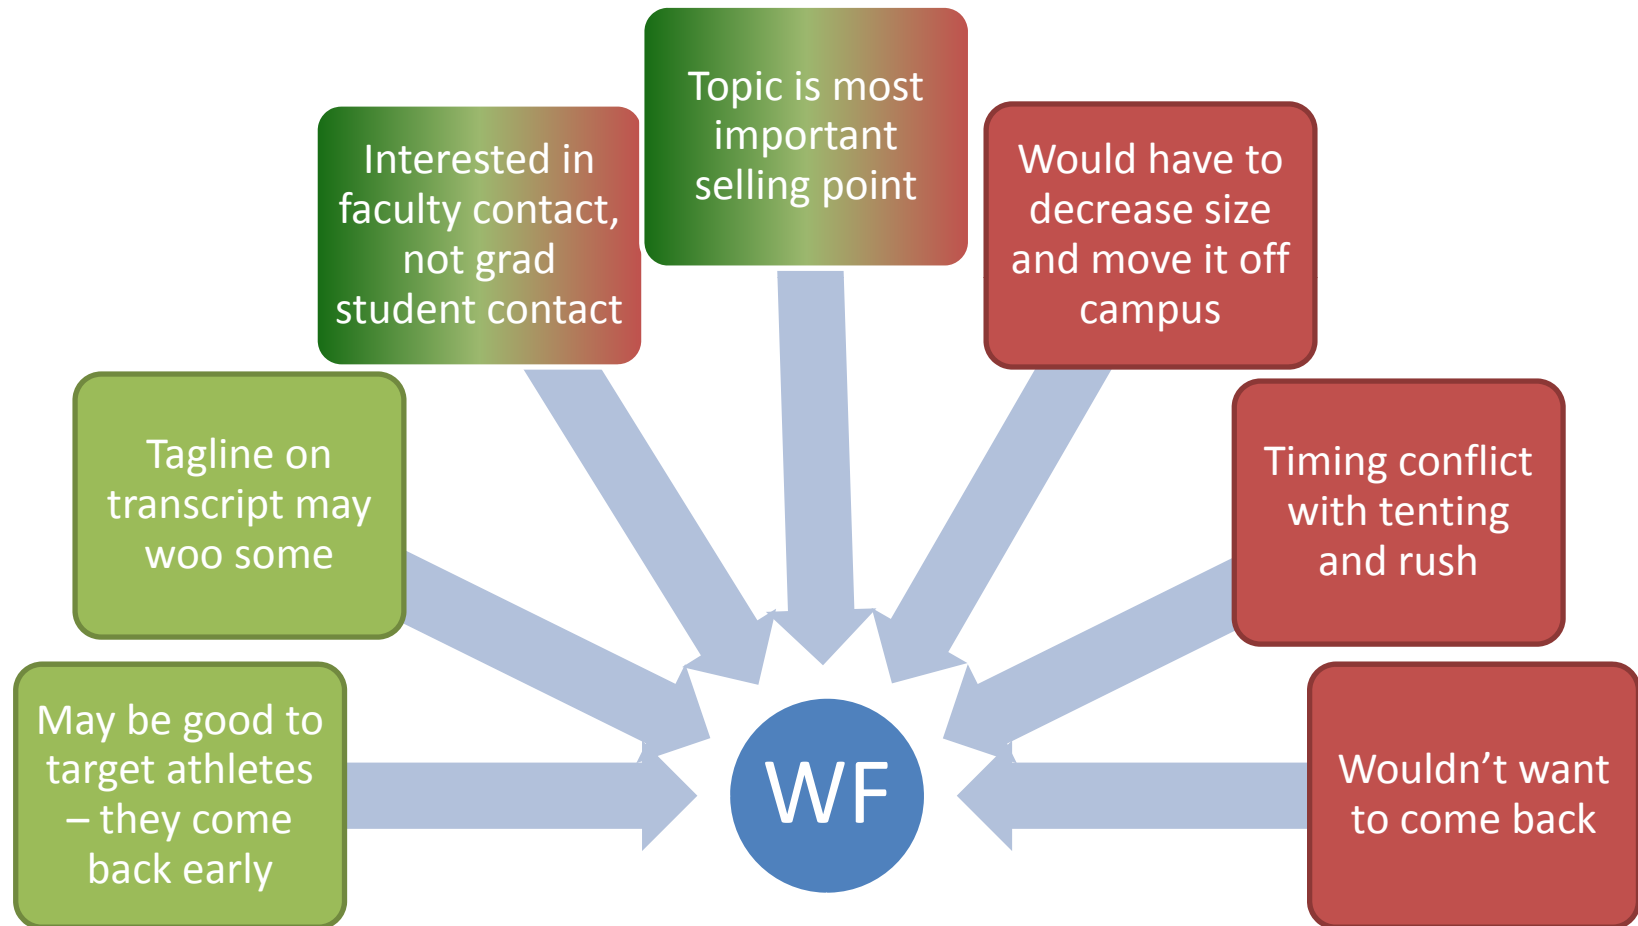 Topic is most
important
selling point
Interested in
faculty contact,
not grad
student contact
Would have to
decrease size
and move it off
campus
Tagline on
transcript may
woo some
Timing conflict
with tenting
and rush
May be good to
target athletes
– they come
back early
WF
Wouldn’t want
to come back